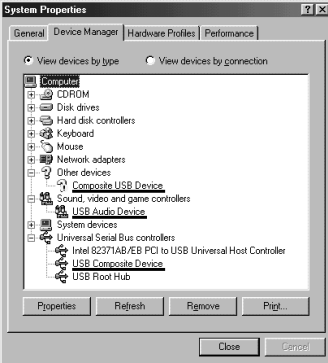 System Properties
General Device Manager Hardware Profiles Performance
View devices by type View devices by connection
Computer
CDROM
Disk drives
Hard disk controllers
Keyboard
Mouse
Network adapters
Other devices
Composite USB Device
Sound, video and game controllers
USB Audio Device
System devices
Universal Serial Bus controllers
Intel 82371AB/EB PCI to USB Universal Host Controller
USB Composite Device
USB Root Hub
Properties Refresh Remove Print...
Close Cancel